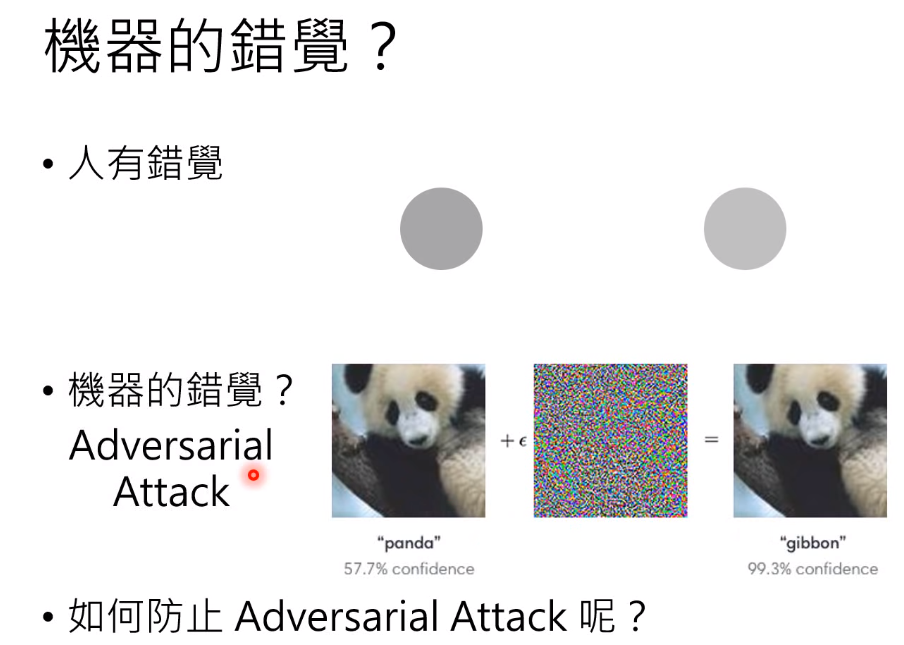 機器的錯覺？
• 人有錯覺
• 機器的錯覺？
Adversarial
Attack
+ ϵ
=
“panda”
57.7% confidence
“gibbon”
99.3% confidence
• 如何防止 Adversarial Attack 呢？